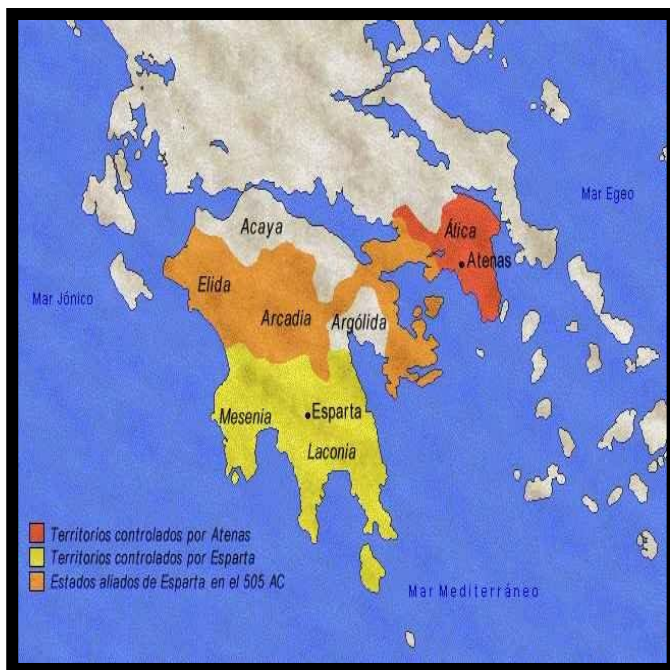 Mar Egeo
Acaya
Álica
Atenas
Elida
Mar Jónico
Arcadia
Argólida
Mesenia
Esparta
Laconia
Territorios controlados por Atenas
Territorios controlados por Esparta
Estados aliados de Esparta en el 505 AC
Mar Mediterráneo